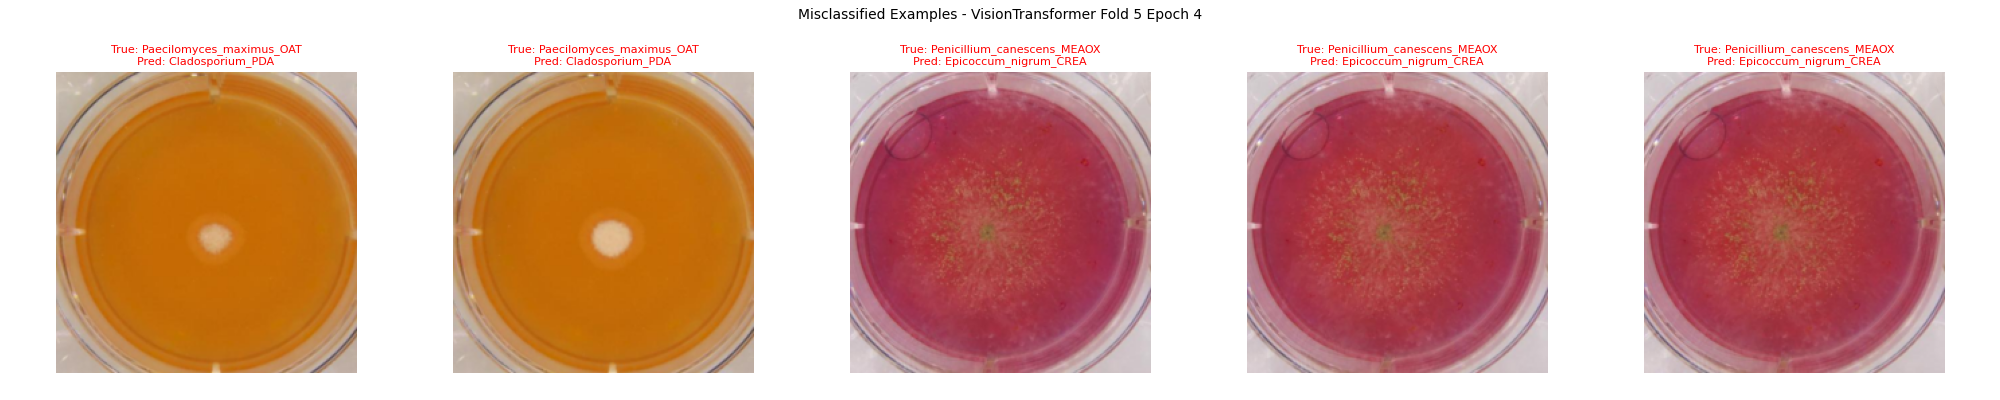 Misclassified Examples - VisionTransformer Fold 5 Epoch 4
True: Paecilomyces_maximus_OAT
Pred: Cladosporium_PDA
True: Paecilomyces_maximus_OAT
Pred: Cladosporium_PDA
True: Penicillium_canescens_MEAOX
Pred: Epicoccum_nigrum_CREA
True: Penicillium_canescens_MEAOX
Pred: Epicoccum_nigrum_CREA
True: Penicillium_canescens_MEAOX
Pred: Epicoccum_nigrum_CREA